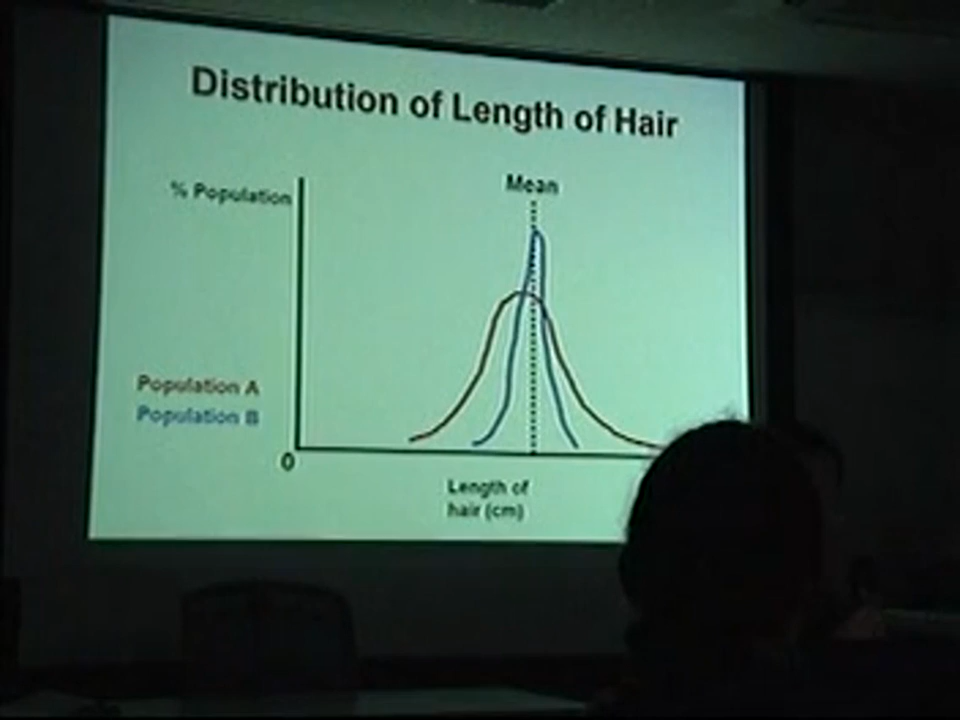 Distribution of Length of Hair
Mean
% Population
Population A
Population B
0
Length of
hair (cm)